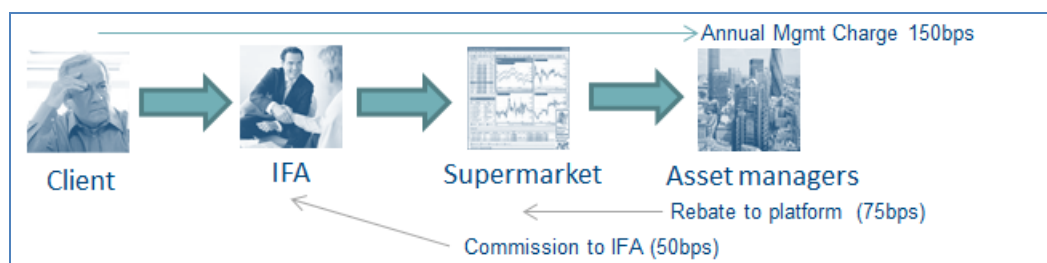 Annual Mgmt Charge 150bps
Client
IFA
Supermarket
Asset managers
Rebate to platform (75bps)
Commission to IFA (50bps)